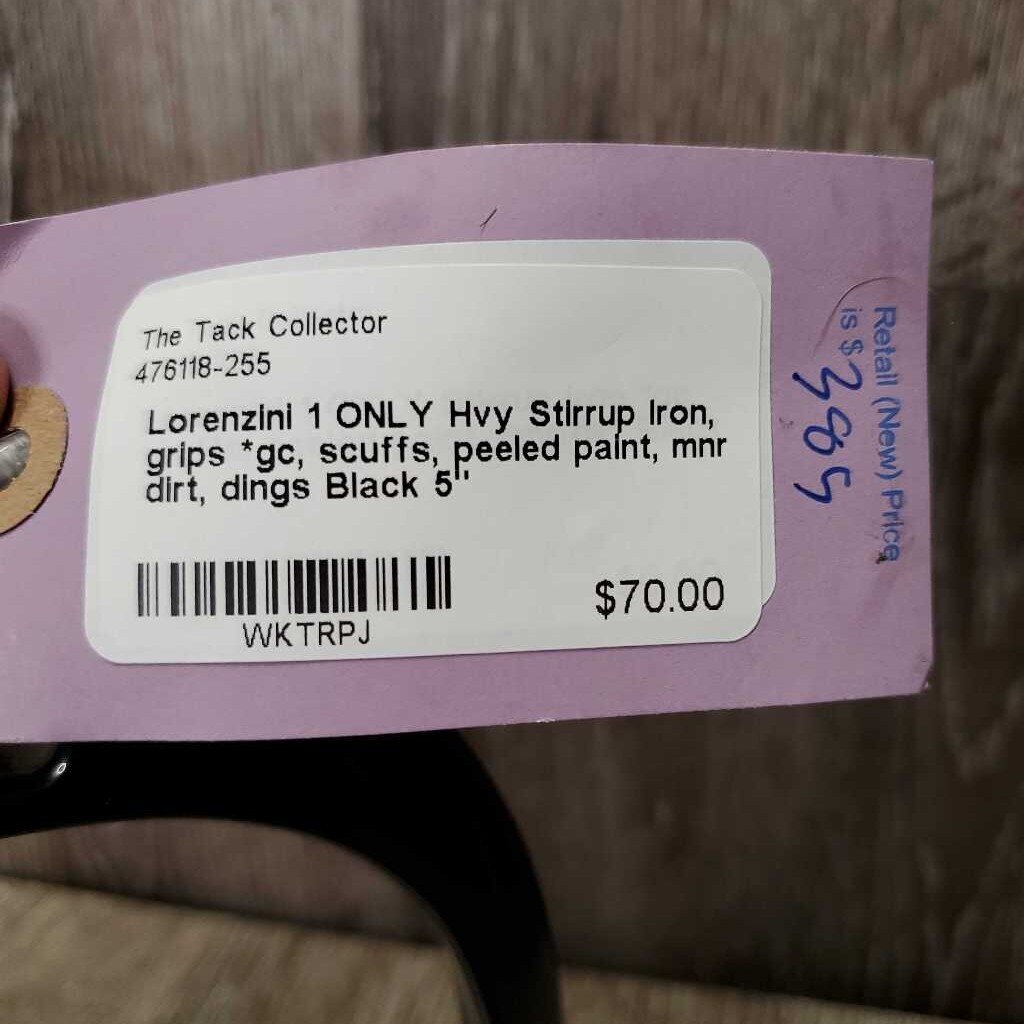 The Tack Collector
476118-255
Lorenzini 1 ONLY Hvy Stirrup Iron,
grips *gc, scuffs, peeled paint, mnr
dirt, dings Black 5"
WKTRPJ
$70.00
Retail (New) Price
is $